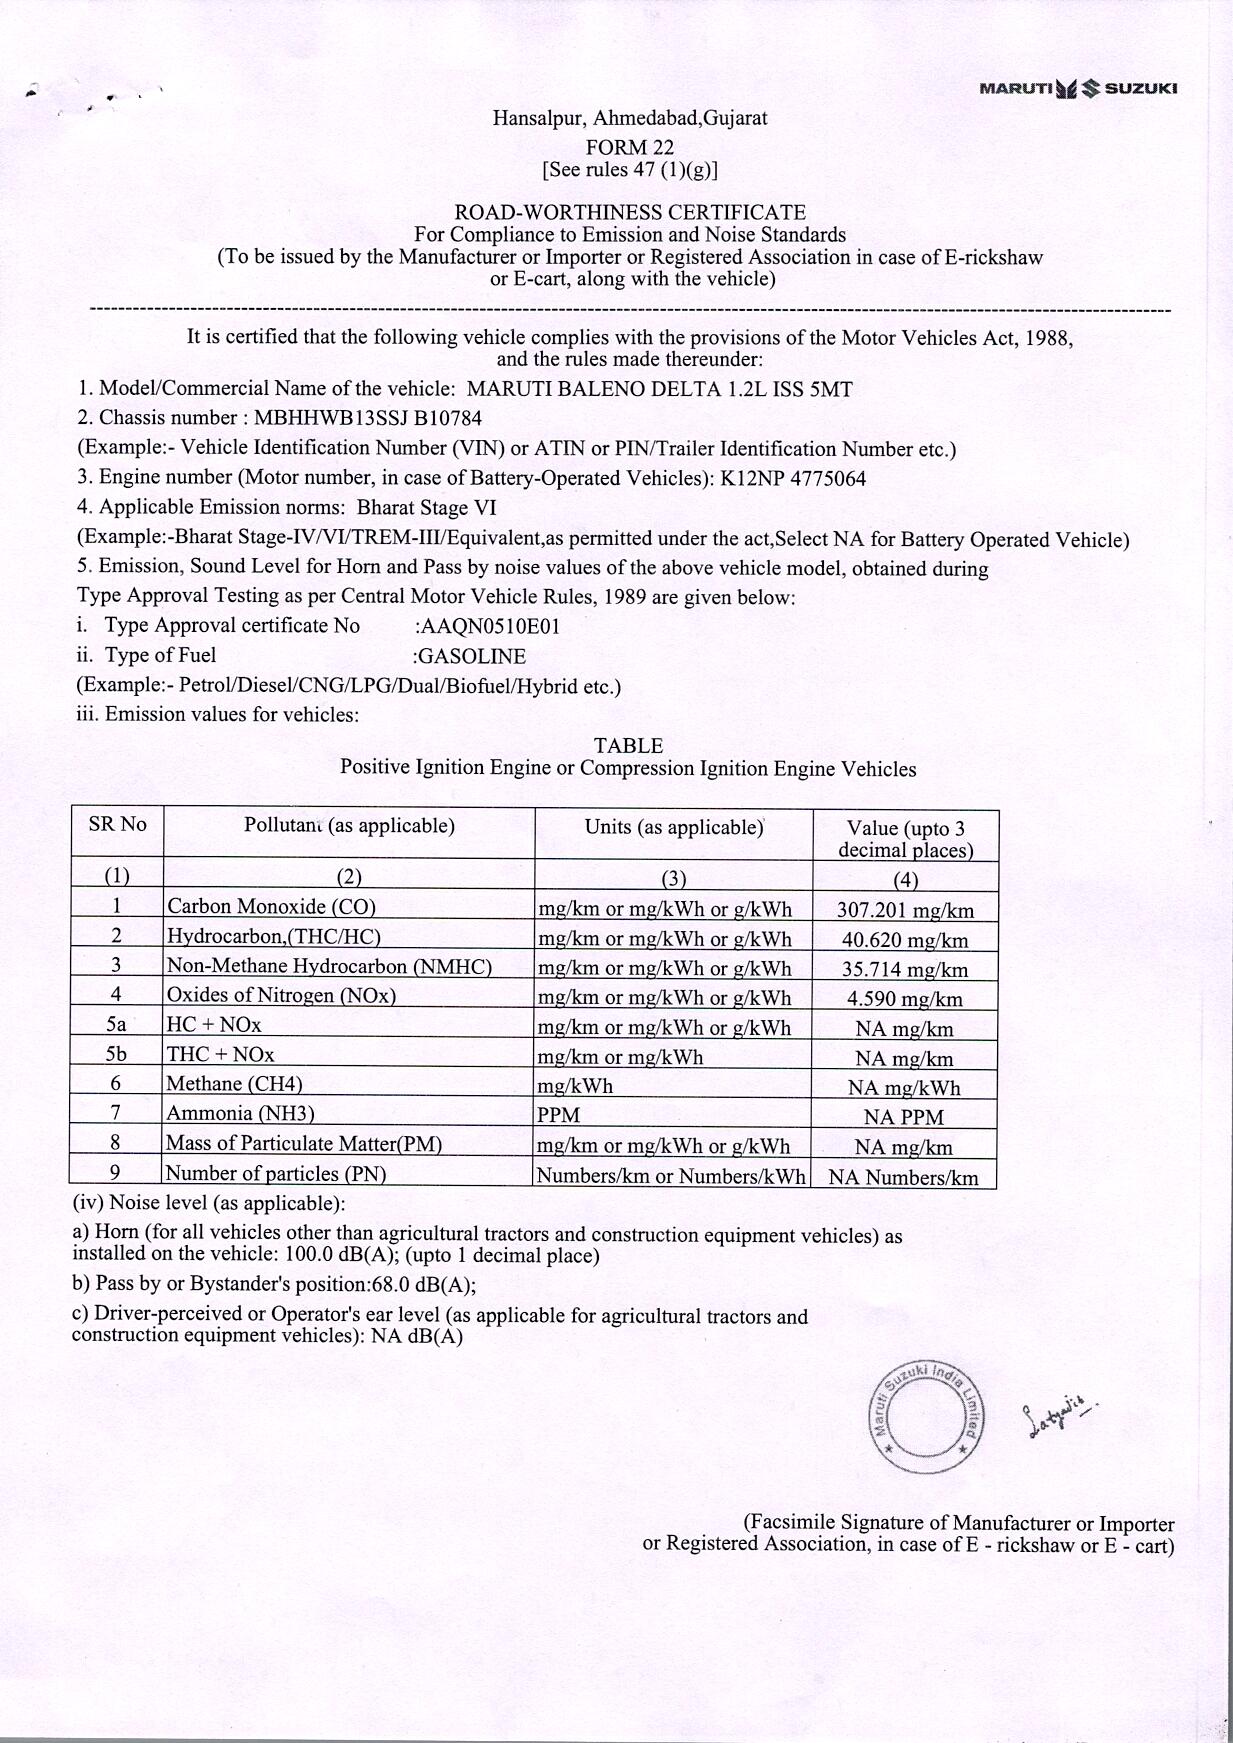 MARUTI SUZUKI
Hansalpur, Ahmedabad,Gujarat
FORM 22
[See rules 47 (1)(g)]
ROAD-WORTHINESS CERTIFICATE
For Compliance to Emission and Noise Standards
(To be issued by the Manufacturer or Importer or Registered Association in case of E-rickshaw
or E-cart, along with the vehicle)
It is certified that the following vehicle complies with the provisions of the Motor Vehicles Act, 1988,
and the rules made thereunder:
1. Model/Commercial Name of the vehicle: MARUTI BALENO DELTA 1.2L ISS 5MT
2. Chassis number : MBHHWB13SSJ B10784
(Example:- Vehicle Identification Number (VIN) or ATIN or PIN/Trailer Identification Number etc.)
3. Engine number (Motor number, in case of Battery-Operated Vehicles): K12NP 4775064
4. Applicable Emission norms: Bharat Stage VI
(Example:-Bharat Stage-IV/VI/TREM-III/Equivalent,as permitted under the act,Select NA for Battery Operated Vehicle)
5. Emission, Sound Level for Horn and Pass by noise values of the above vehicle model, obtained during
Type Approval Testing as per Central Motor Vehicle Rules, 1989 are given below:
i. Type Approval certificate No :AAQN0510E01
ii. Type of Fuel :GASOLINE
(Example:- Petrol/Diesel/CNG/LPG/Dual/Biofuel/Hybrid etc.)
iii. Emission values for vehicles:
TABLE
Positive Ignition Engine or Compression Ignition Engine Vehicles
SR No Pollutant (as applicable) Units (as applicable) Value (upto 3
decimal places)
(1) (2) (3) (4)
1 Carbon Monoxide (CO) mg/km or mg/kWh or g/kWh 307.201 mg/km
2 Hydrocarbon,(THC/HC) mg/km or mg/kWh or g/kWh 40.620 mg/km
3 Non-Methane Hydrocarbon (NMHC) mg/km or mg/kWh or g/kWh 35.714 mg/km
4 Oxides of Nitrogen (NOx) mg/km or mg/kWh or g/kWh 4.590 mg/km
5a HC + NOx mg/km or mg/kWh or g/kWh NA mg/km
5b THC + NOx mg/km or mg/kWh NA mg/km
6 Methane (CH4) mg/kWh NA mg/kWh
7 Ammonia (NH3) PPM NA PPM
8 Mass of Particulate Matter(PM) mg/km or mg/kWh or g/kWh NA mg/km
9 Number of particles (PN) Numbers/km or Numbers/kWh NA Numbers/km
(iv) Noise level (as applicable):
a) Horn (for all vehicles other than agricultural tractors and construction equipment vehicles) as
installed on the vehicle: 100.0 dB(A); (upto 1 decimal place)
b) Pass by or Bystander's position:68.0 dB(A);
c) Driver-perceived or Operator's ear level (as applicable for agricultural tractors and
construction equipment vehicles): NA dB(A)
Maruti Suzuki India Limited
(Facsimile Signature of Manufacturer or Importer
or Registered Association, in case of E - rickshaw or E - cart)